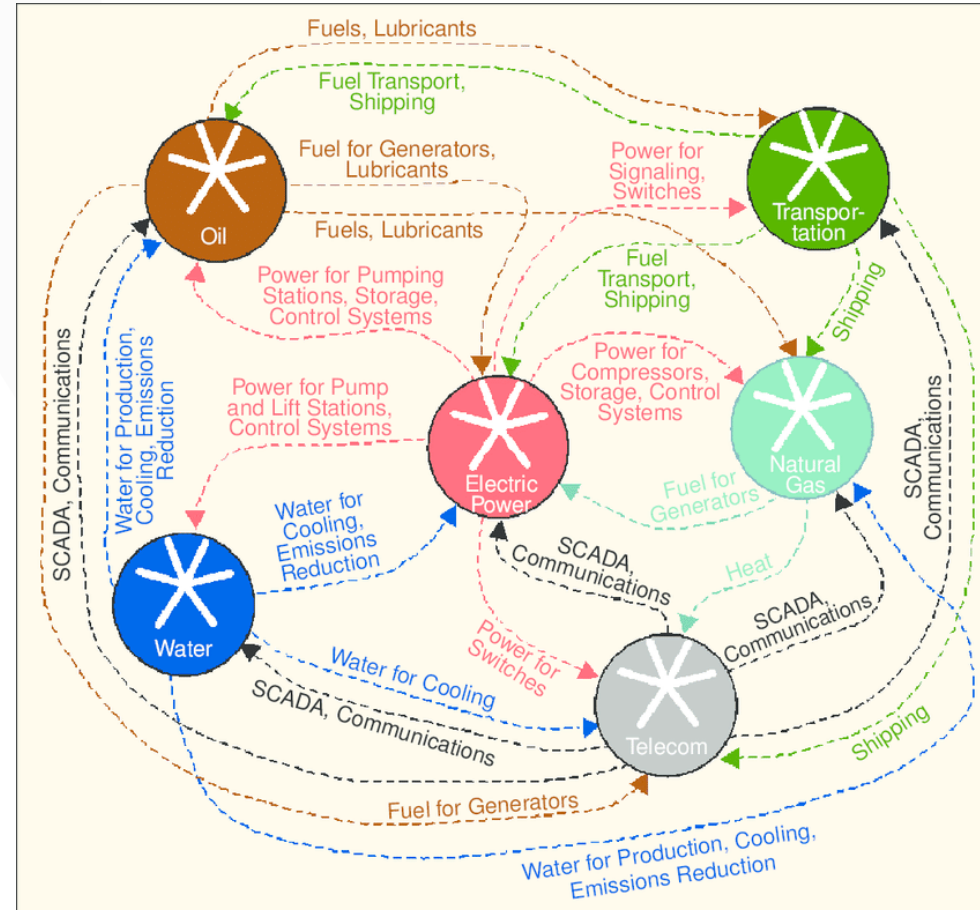 Fuels, Lubricants
Fuel Transport,
Shipping
Fuel for Generators,
Lubricants
Power for
Signaling,
Switches
Oil
Transpor-
tation
Fuels, Lubricants
Fuel
Transport,
Shipping
Shipping
Power for Pumping
Stations, Storage,
Control Systems
Power for
Compressors,
Storage, Control
Systems
SCADA, Communications
Water for Production,
Cooling, Emissions
Reduction
Power for Pump
and Lift Stations,
Control Systems
SCADA,
Communications
Electric
Power
Natural
Gas
Fuel for
Generators
Water for
Cooling,
Emissions
Reduction
SCADA,
Communications
Heat
SCADA,
Communications
Water
Power for
Switches
Water for Cooling
SCADA, Communications
Telecom
Shipping
Fuel for Generators
Water for Production, Cooling,
Emissions Reduction